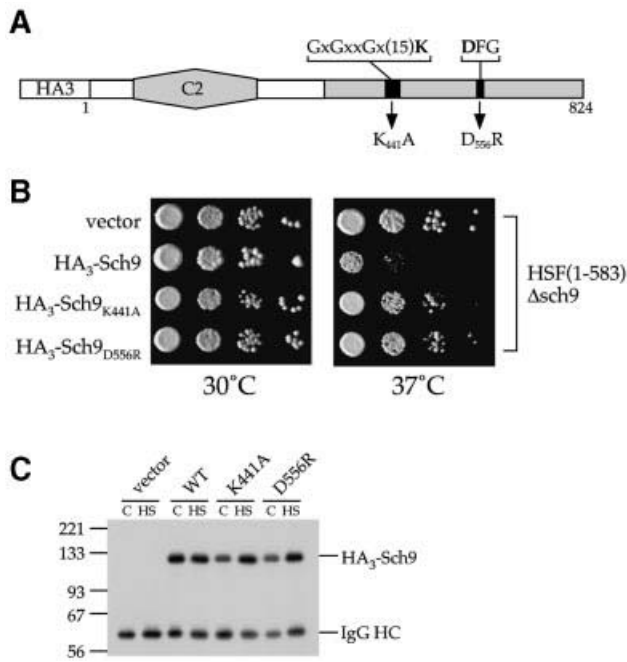 A
GxGxxGx(15)K DFG
HA3 C2
1 824
K441A D556R
B
vector
HA3-Sch9
HA3-Sch9K441A
HA3-Sch9D556R
HSF(1-583)
Δsch9
30°C 37°C
C
vector WT K441A D556R
C HS C HS C HS C HS
221
133
93
67
56
HA3-Sch9
IgG HC